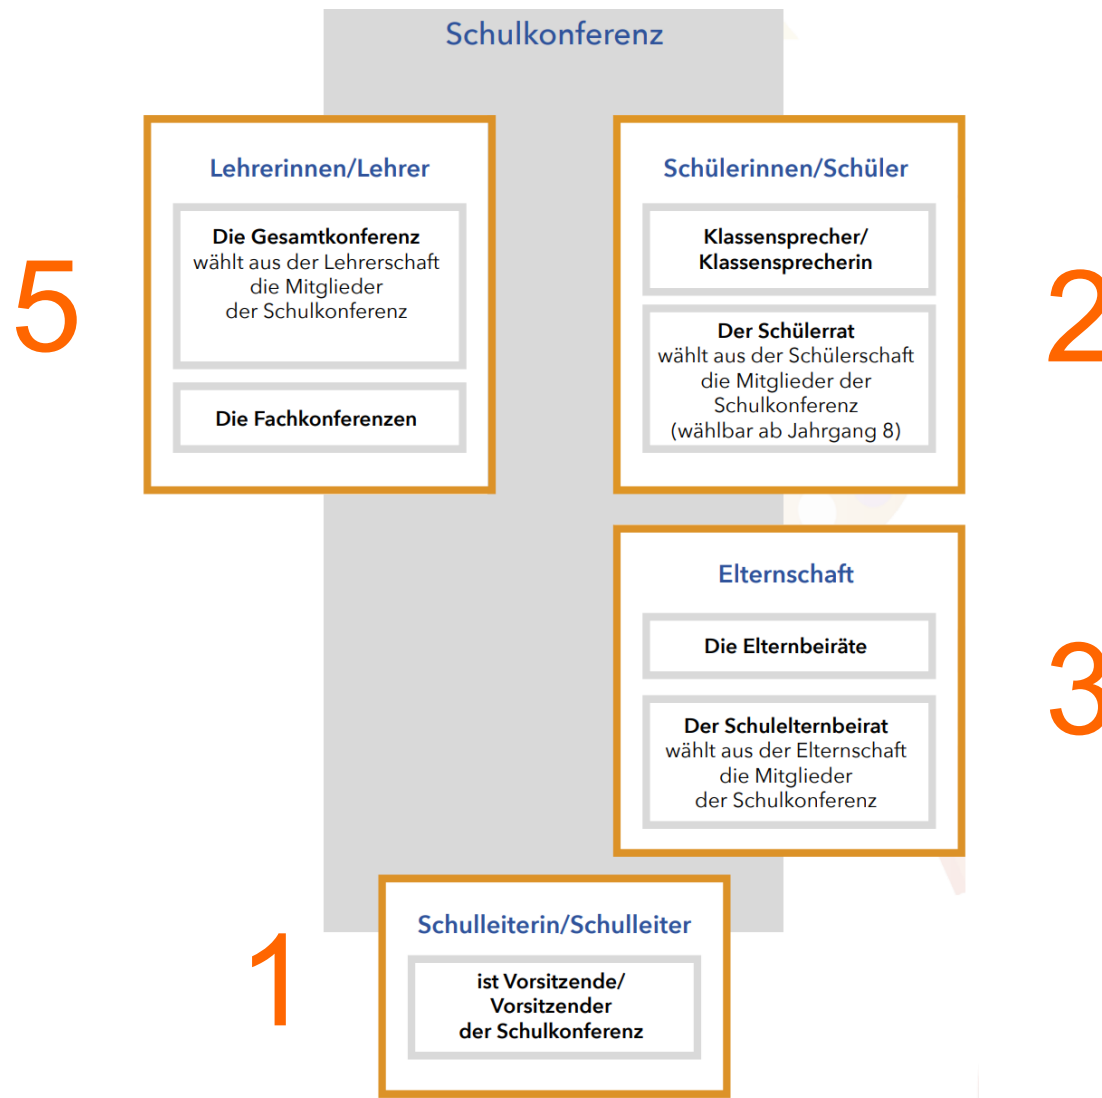 Schulkonferenz
Lehrerinnen/Lehrer
Die Gesamtkonferenz
wählt aus der Lehrerschaft
die Mitglieder
der Schulkonferenz
Die Fachkonferenzen
5
Schülerinnen/Schüler
Klassensprecher/
Klassensprecherin
Der Schülerrat
wählt aus der Schülerschaft
die Mitglieder der
Schulkonferenz
(wählbar ab Jahrgang 8)
2
Elternschaft
Die Elternbeiräte
Der Schulelternbeirat
wählt aus der Elternschaft
die Mitglieder
der Schulkonferenz
3
Schulleiterin/Schulleiter
ist Vorsitzende/
Vorsitzender
der Schulkonferenz
1